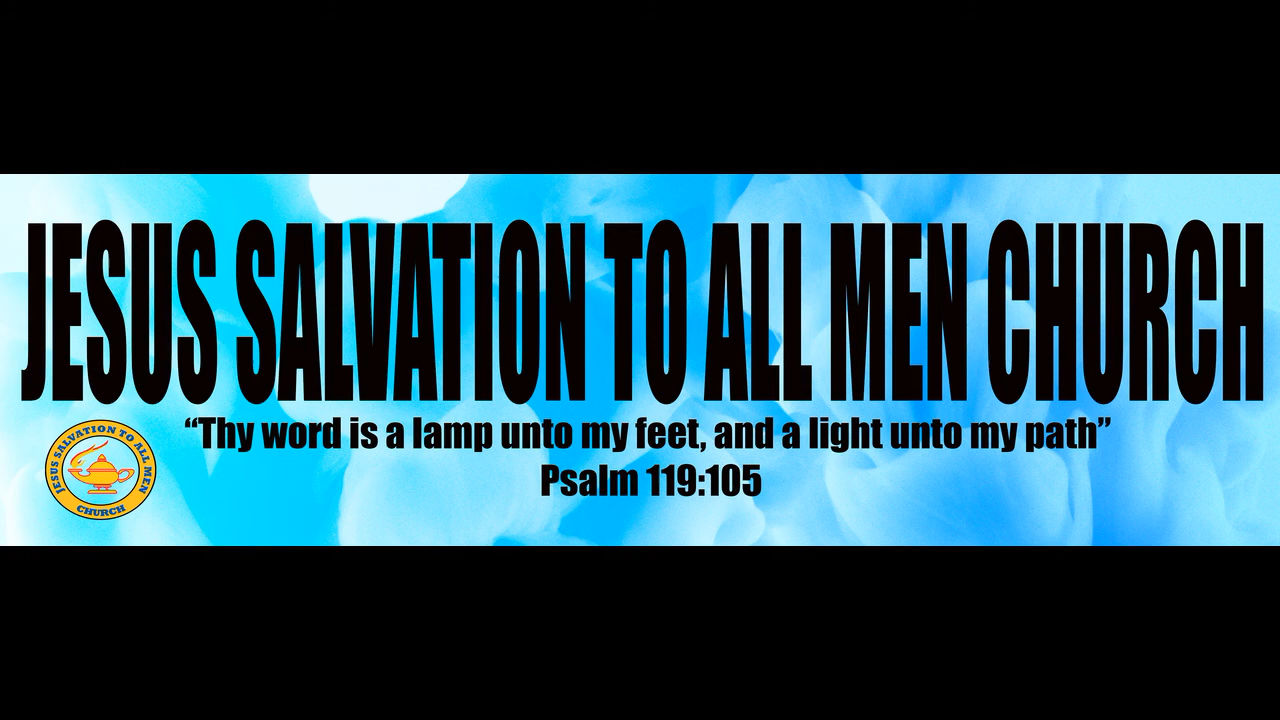 JESUS SALVATION TO ALL MEN CHURCH
“Thy word is a lamp unto my feet, and a light unto my path”
Psalm 119:105
JESUS SALVATION TO ALL MEN
CHURCH